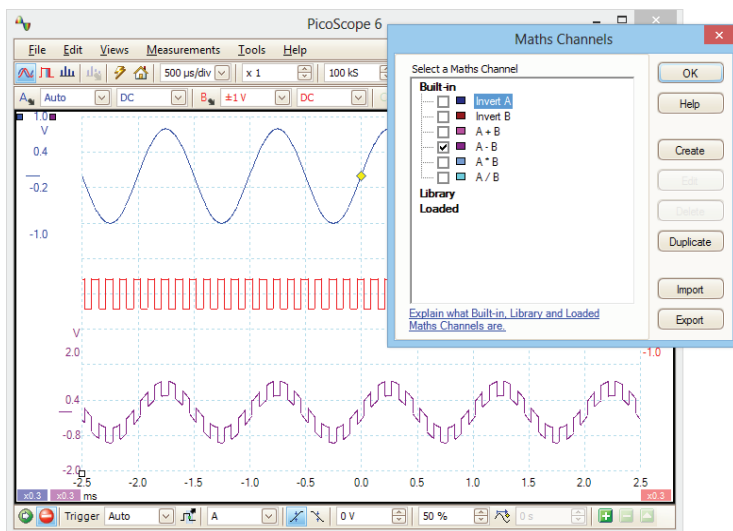 PicoScope 6
File Edit Views Measurements Tools Help
500 µs/div x 1 100 kS
A Auto DC B ±1 V DC
1.0
V
0.4
-0.2
-1.0
V
2.0
0.4
-0.8
-2.0
-1.0
-2.5 -2.0 -1.5 -1.0 -0.5 0.0 0.5 1.0 1.5 2.0 2.5
x0.3 x0.3 ms x0.3
Trigger Auto A 0 V 50 % 0 s
Maths Channels
Select a Maths Channel
Built-in
Invert A
Invert B
A + B
A - B
A * B
A / B
Library
Loaded
Explain what Built-in, Library and Loaded
Maths Channels are.
OK
Help
Create
Edit
Delete
Duplicate
Import
Export